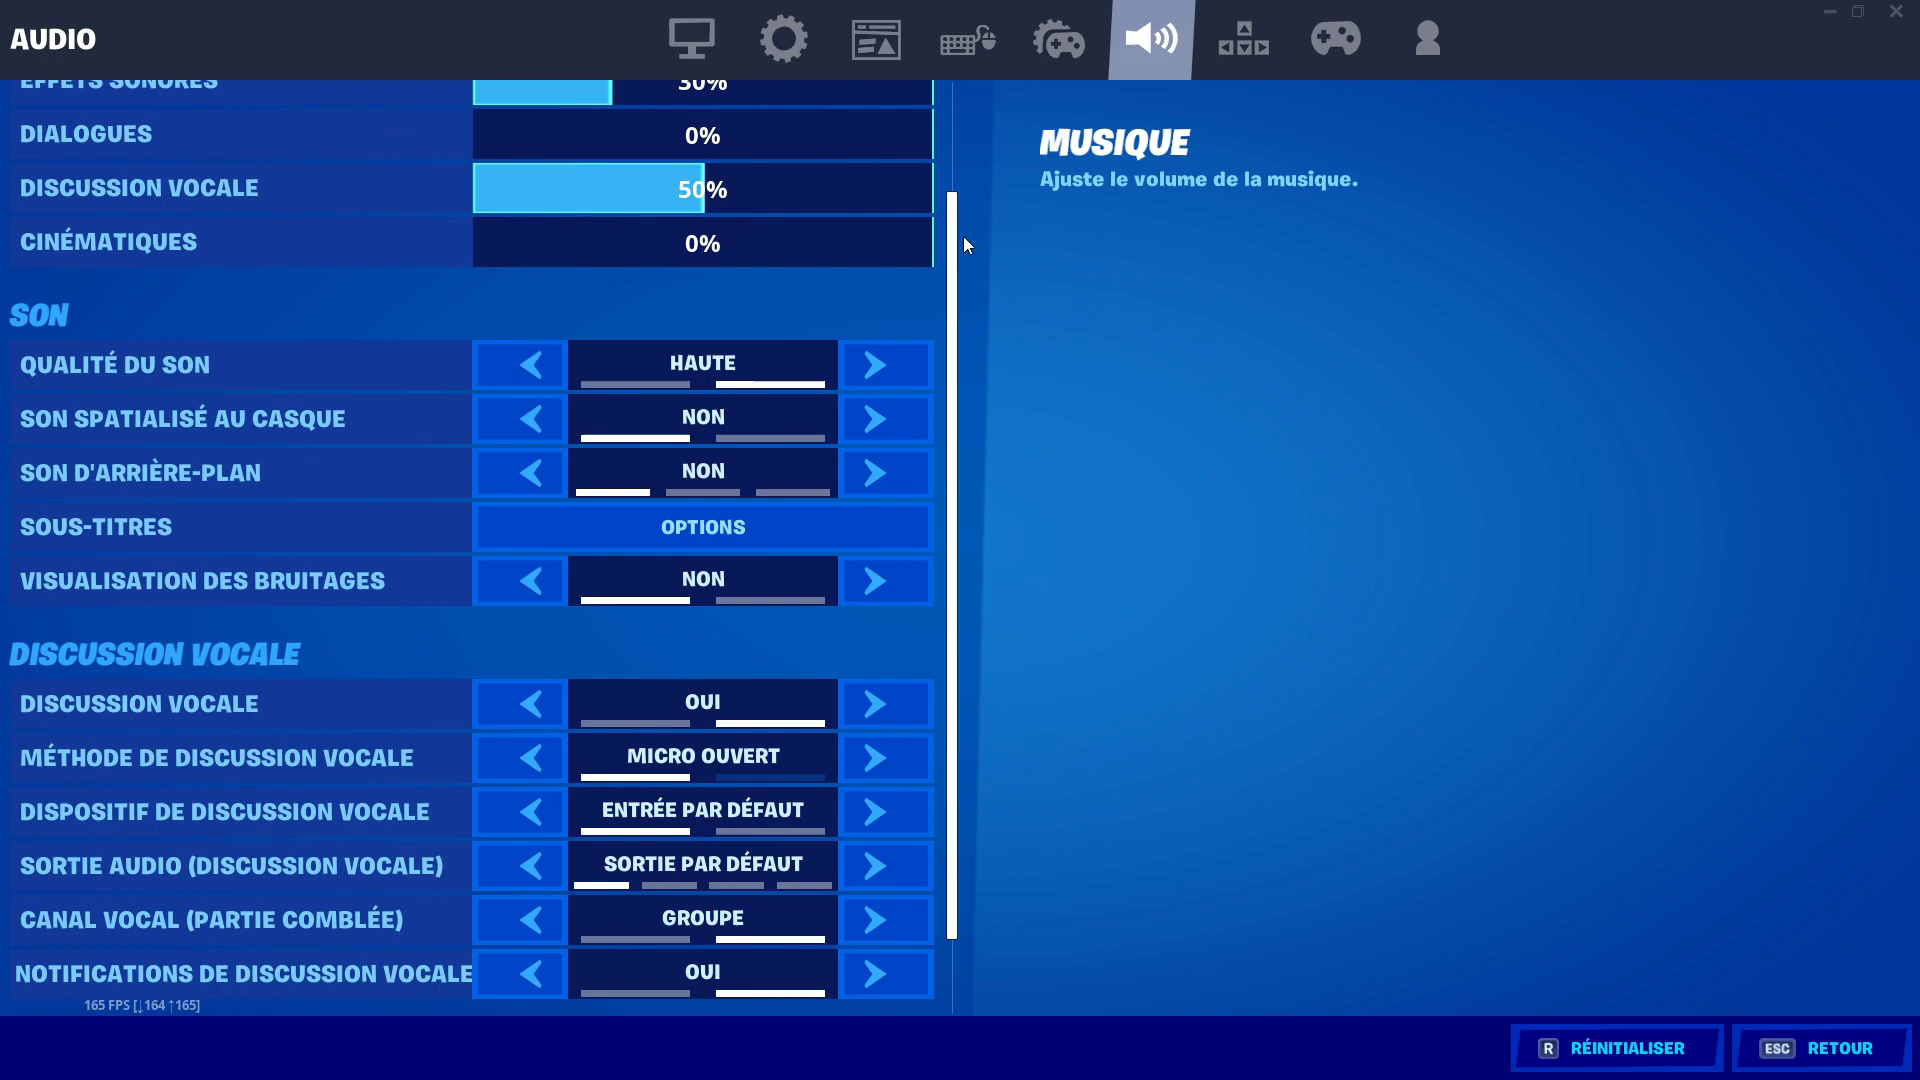 AUDIO
EFFETS SONORES 30%
DIALOGUES 0%
DISCUSSION VOCALE 50%
CINÉMATIQUES 0%
SON
QUALITÉ DU SON HAUTE
SON SPATIALISÉ AU CASQUE NON
SON D'ARRIÈRE-PLAN NON
SOUS-TITRES OPTIONS
VISUALISATION DES BRUITAGES NON
DISCUSSION VOCALE
DISCUSSION VOCALE OUI
MÉTHODE DE DISCUSSION VOCALE MICRO OUVERT
DISPOSITIF DE DISCUSSION VOCALE ENTRÉE PAR DÉFAUT
SORTIE AUDIO (DISCUSSION VOCALE) SORTIE PAR DÉFAUT
CANAL VOCAL (PARTIE COMBLÉE) GROUPE
NOTIFICATIONS DE DISCUSSION VOCALE OUI
165 FPS [↓164 ↑165]
MUSIQUE
Ajuste le volume de la musique.
R RÉINITIALISER
ESC RETOUR